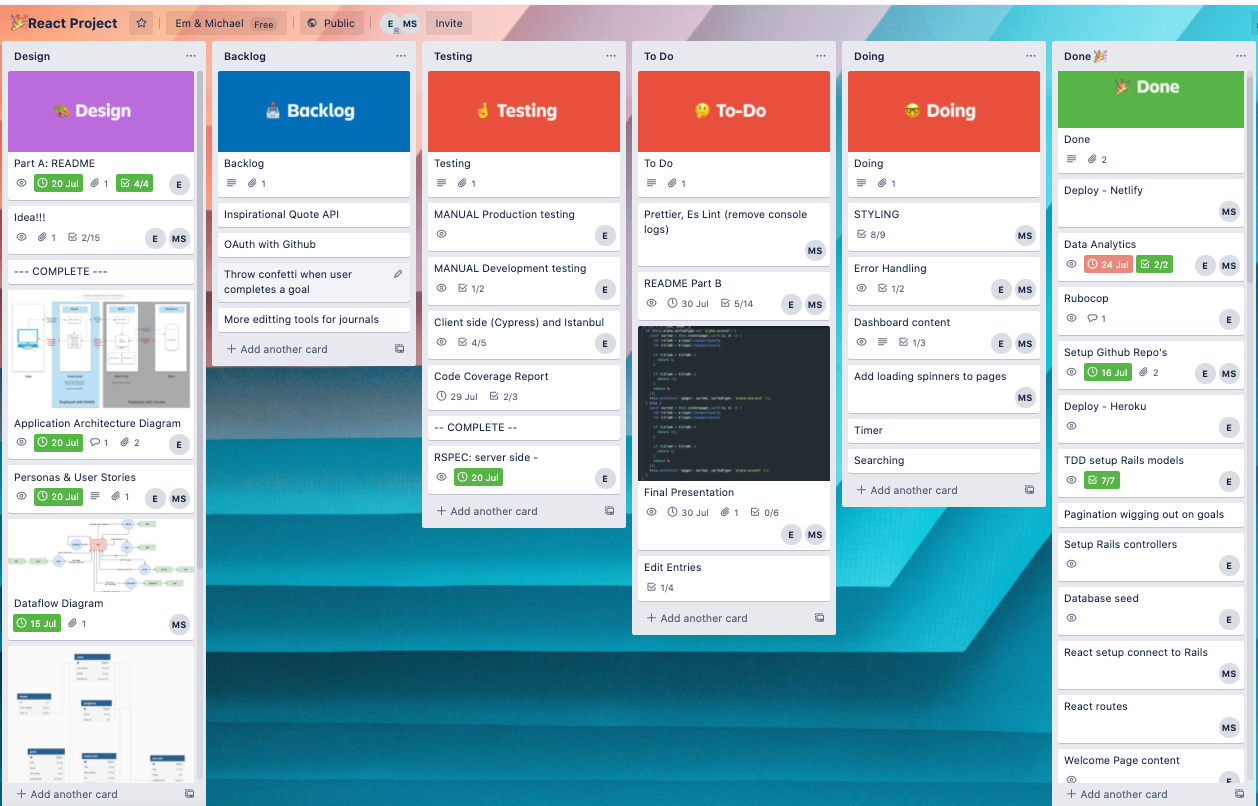 🎉React Project
Em & Michael Free
Public
E MS
Invite
Design
🎨 Design
Part A: README
20 Jul 1 4/4 E
Idea!!!
1 2/15 E MS
--- COMPLETE ---
Application Architecture Diagram
20 Jul 1 2 E
Personas & User Stories
20 Jul 1 E MS
Dataflow Diagram
15 Jul 1 MS
+ Add another card
Backlog
Backlog
Backlog
1
Inspirational Quote API
OAuth with Github
Throw confetti when user
completes a goal
More editting tools for journals
+ Add another card
Testing
🤞 Testing
Testing
1
MANUAL Production testing
E
MANUAL Development testing
1/2 E
Client side (Cypress) and Istanbul
4/5 E
Code Coverage Report
29 Jul 2/3
-- COMPLETE --
RSPEC: server side -
20 Jul E
+ Add another card
To Do
🤔 To-Do
To Do
1
Prettier, Es Lint (remove console
logs)
MS
README Part B
30 Jul 5/14 E MS
Final Presentation
30 Jul 1 0/6
E MS
Edit Entries
1/4
+ Add another card
Doing
🤓 Doing
Doing
1
STYLING
8/9 MS
Error Handling
1/2 E MS
Dashboard content
1/3 E MS
Add loading spinners to pages
MS
Timer
Searching
+ Add another card
Done 🎉
🎉 Done
Done
2
Deploy - Netlify
MS
Data Analytics
24 Jul 2/2 E MS
Rubocop
1 E
Setup Github Repo's
16 Jul 2 E MS
Deploy - Heroku
E
TDD setup Rails models
7/7 E
Pagination wigging out on goals
Setup Rails controllers
E
Database seed
E
React setup connect to Rails
MS
React routes
MS
Welcome Page content
E
+ Add another card